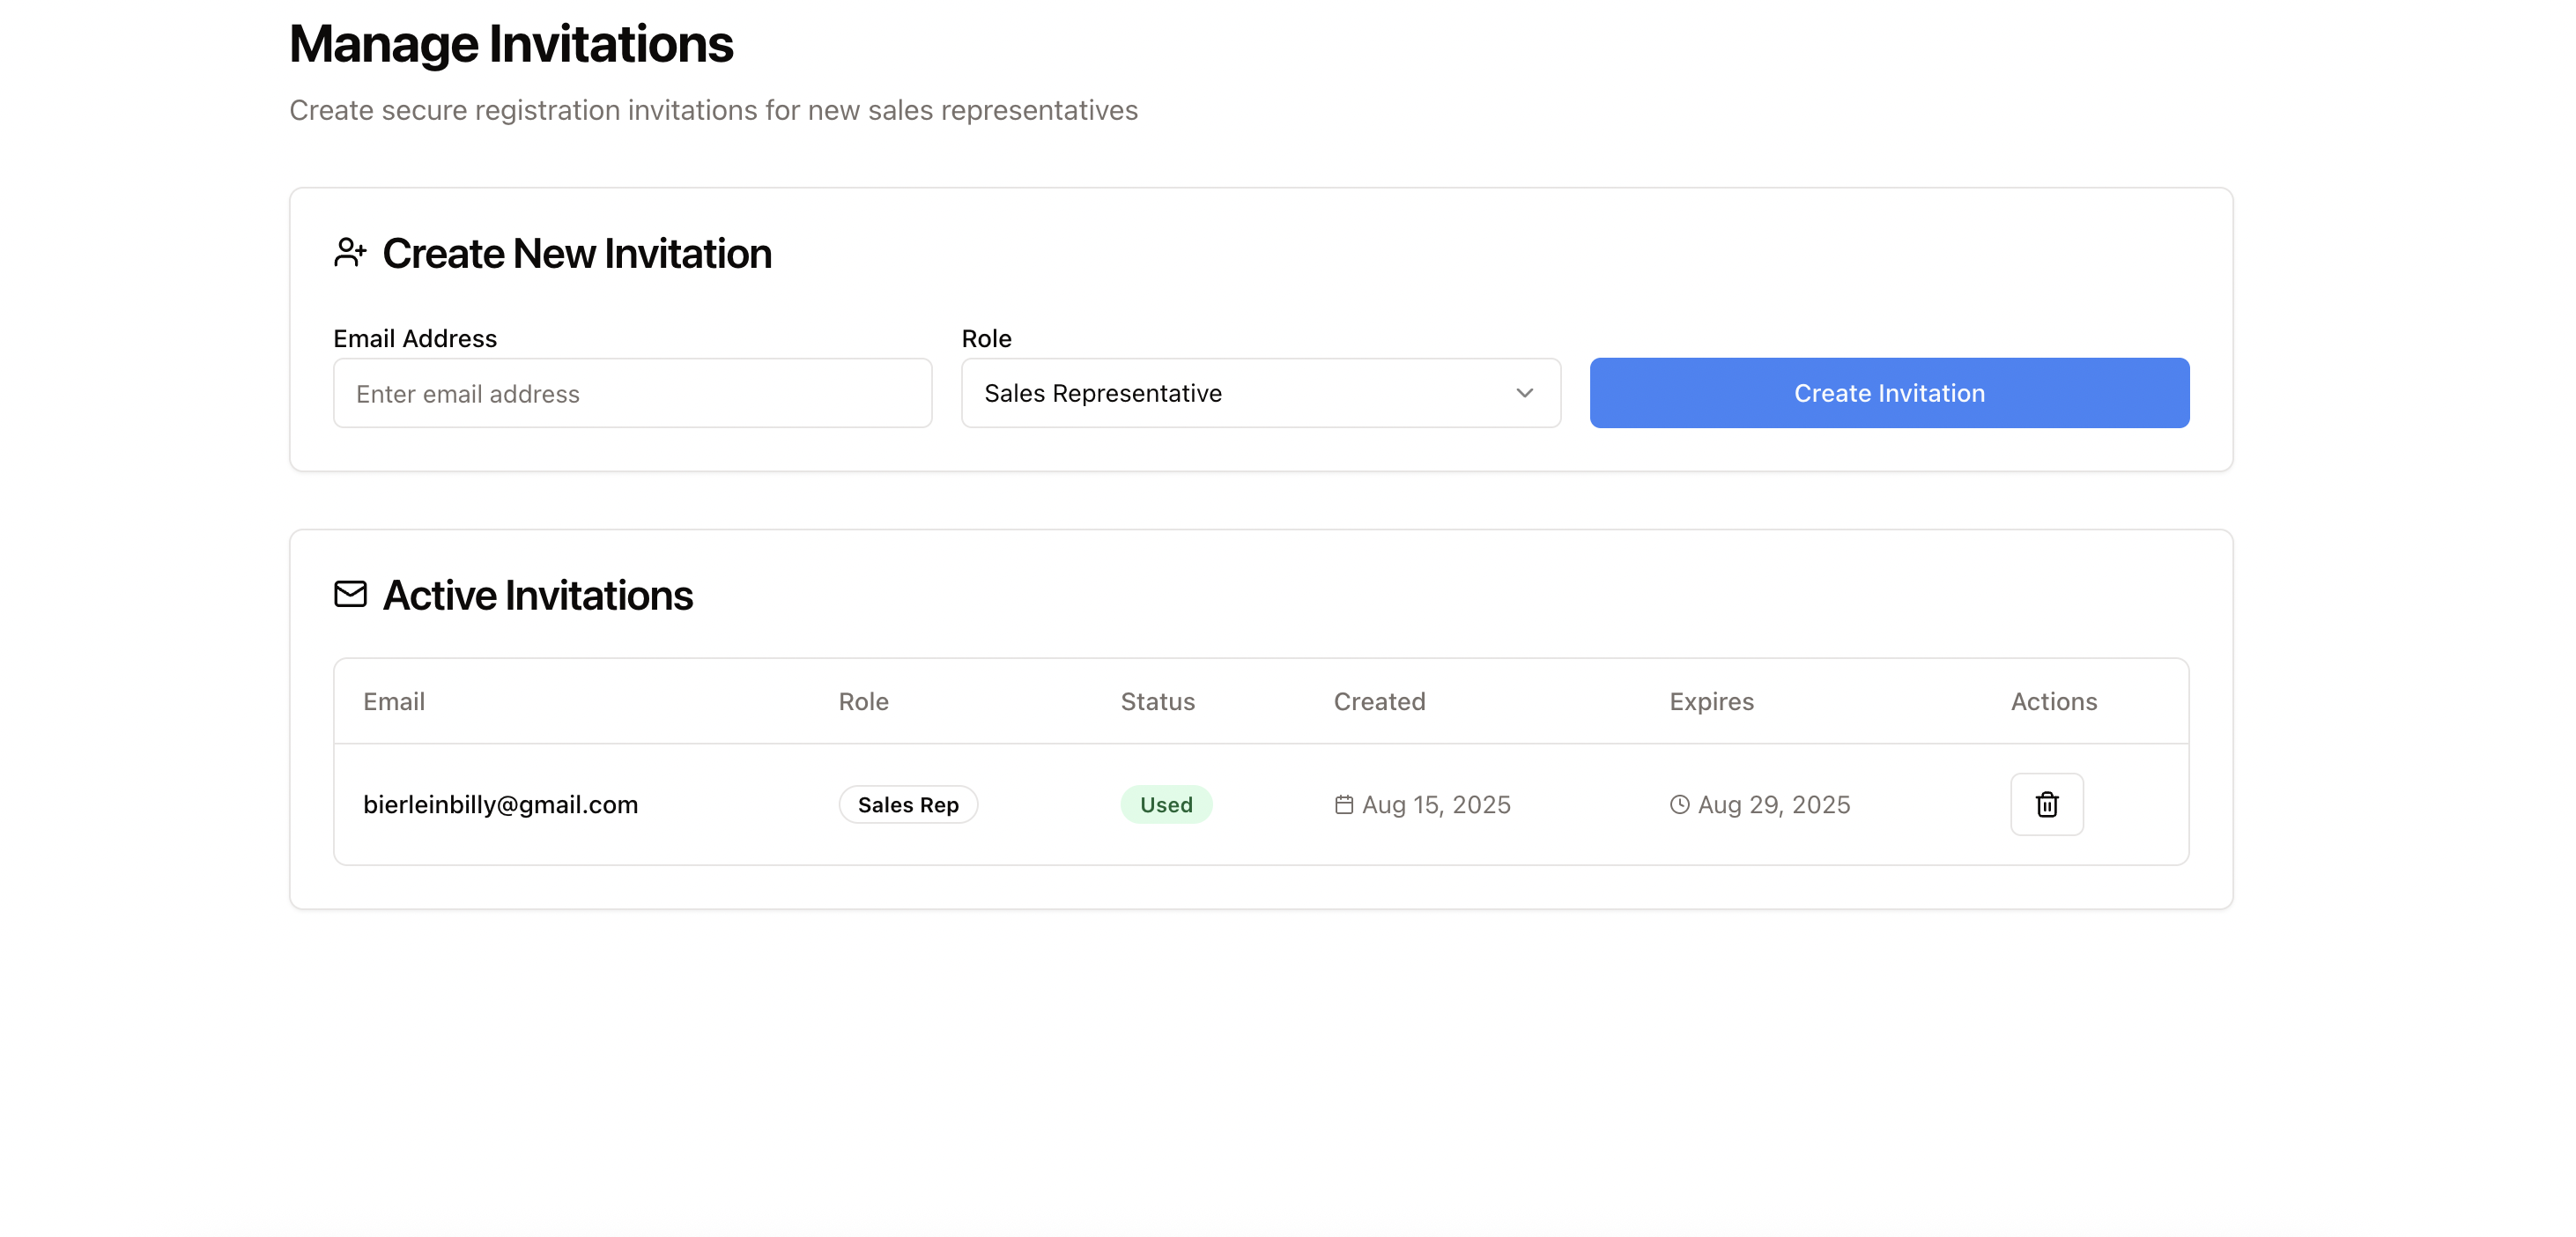 Manage Invitations
Create secure registration invitations for new sales representatives
Create New Invitation
Email Address
Role
Enter email address
Sales Representative
Create Invitation
Active Invitations
Email Role Status Created Expires Actions
bierleinbilly@gmail.com Sales Rep Used Aug 15, 2025 Aug 29, 2025